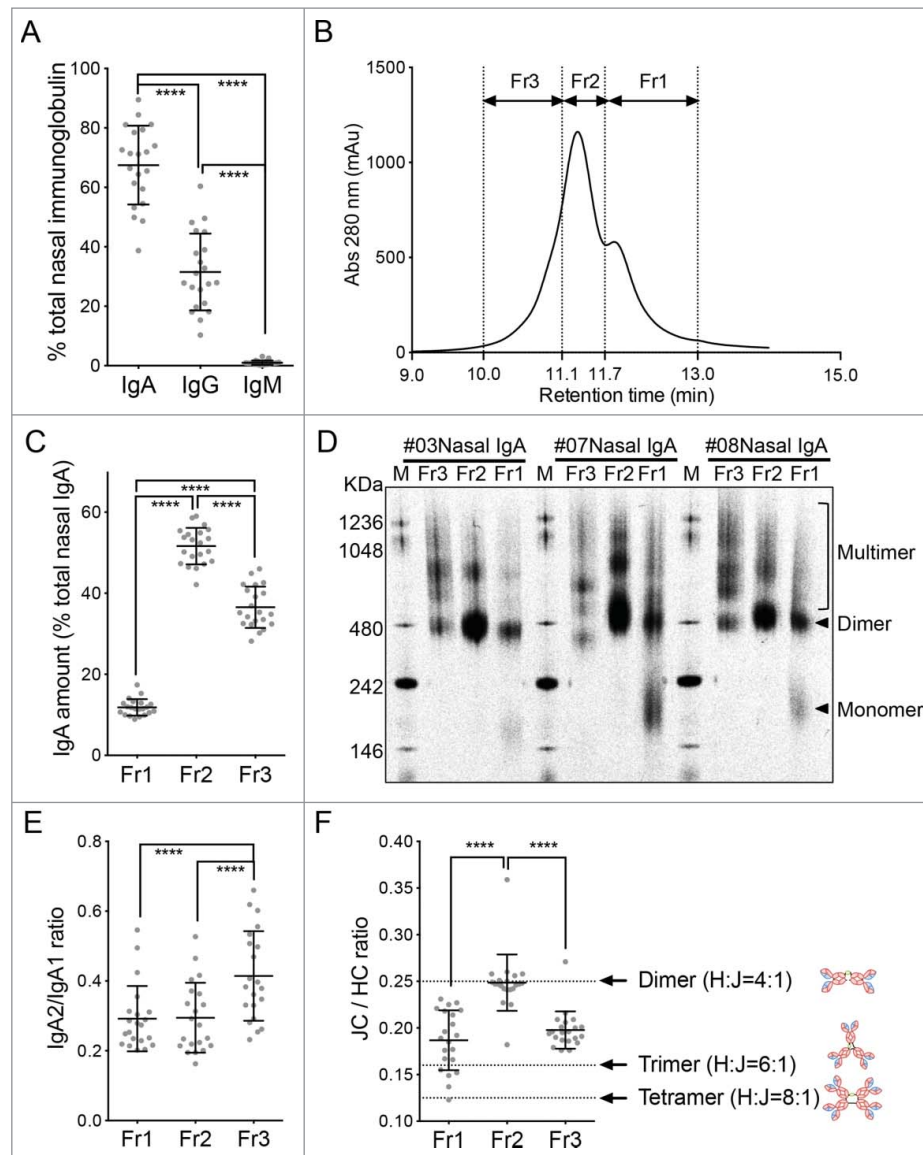 A
% total nasal immunoglobulin
100
80
60
40
20
0
****
****
****
IgA IgG IgM
B
Abs 280 nm (mAu)
1500
1000
500
0
Fr3 Fr2 Fr1
9.0 10.0 11.1 11.7 13.0 15.0
Retention time (min)
C
IgA amount (% total nasal IgA)
60
40
20
0
****
**** ****
Fr1 Fr2 Fr3
D
#03Nasal IgA #07Nasal IgA #08Nasal IgA
KDa M Fr3 Fr2 Fr1 M Fr3 Fr2 Fr1 M Fr3 Fr2 Fr1
1236
1048
480
242
146
Multimer
Dimer
Monomer
E
IgA2/IgA1 ratio
0.8
0.6
0.4
0.2
0.0
****
****
Fr1 Fr2 Fr3
F
JC / HC ratio
0.40
0.35
0.30
0.25
0.20
0.15
0.10
**** ****
Fr1 Fr2 Fr3
Dimer (H:J=4:1)
Trimer (H:J=6:1)
Tetramer (H:J=8:1)